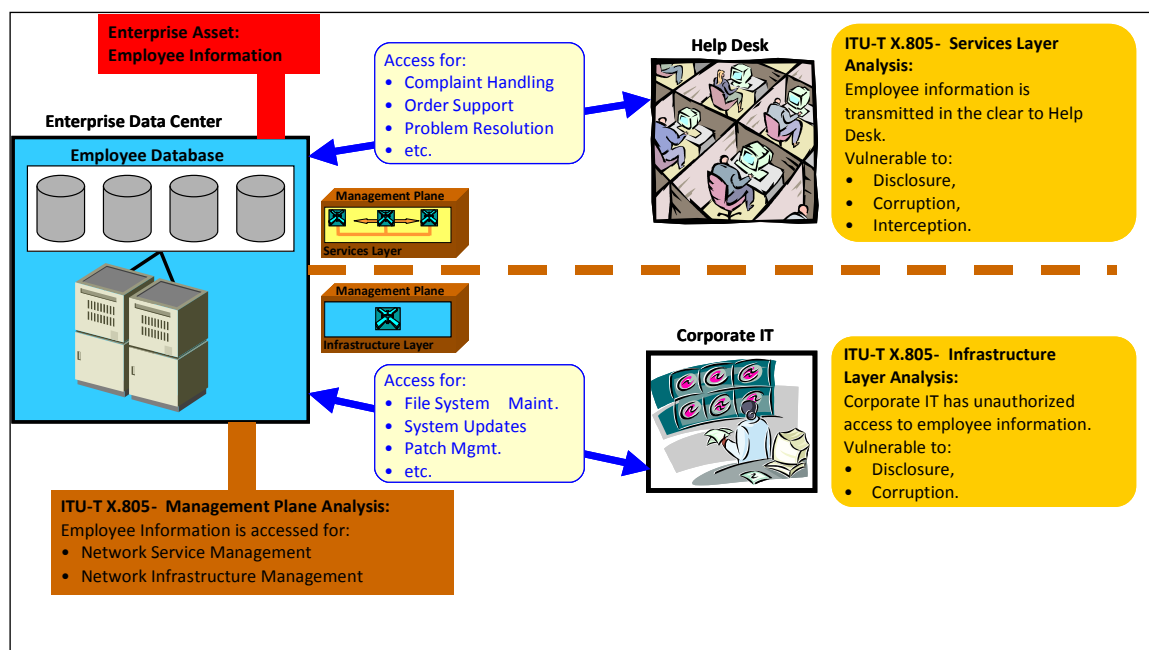 Enterprise Asset:
Employee Information
Enterprise Data Center
Employee Database
Access for:
• Complaint Handling
• Order Support
• Problem Resolution
• etc.
Help Desk
ITU-T X.805- Services Layer
Analysis:
Employee information is
transmitted in the clear to Help
Desk.
Vulnerable to:
• Disclosure,
• Corruption,
• Interception.
Management Plane
Services Layer
Management Plane
Infrastructure Layer
Access for:
• File System Maint.
• System Updates
• Patch Mgmt.
• etc.
Corporate IT
ITU-T X.805- Infrastructure
Layer Analysis:
Corporate IT has unauthorized
access to employee information.
Vulnerable to:
• Disclosure,
• Corruption.
ITU-T X.805- Management Plane Analysis:
Employee Information is accessed for:
• Network Service Management
• Network Infrastructure Management